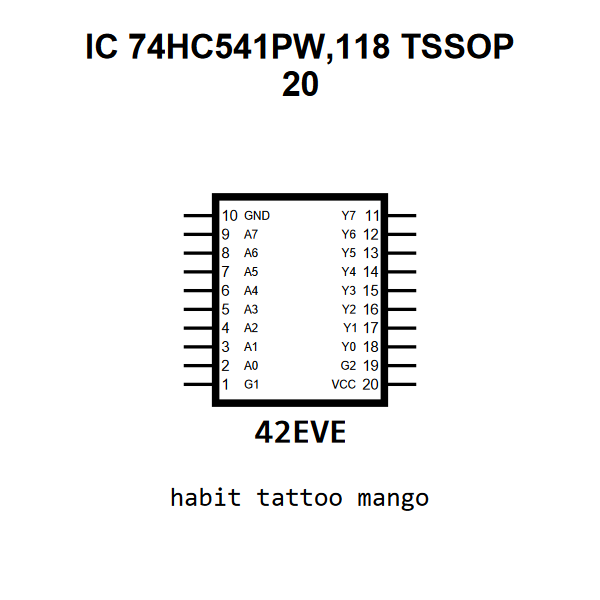 IC 74HC541PW,118 TSSOP
20
10 GND Y7 11
9 A7 Y6 12
8 A6 Y5 13
7 A5 Y4 14
6 A4 Y3 15
5 A3 Y2 16
4 A2 Y1 17
3 A1 Y0 18
2 A0 G2 19
1 G1 VCC 20
42EVE
habit tattoo mango